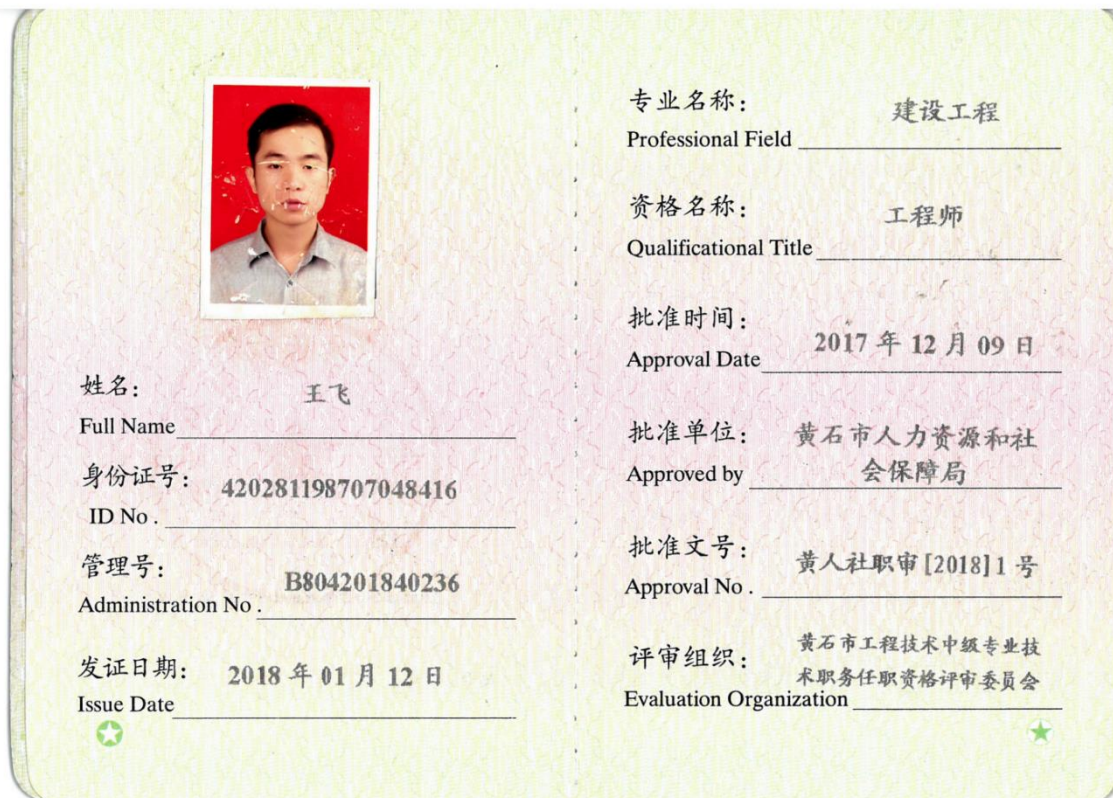 姓名:
王飞
Full Name
身份证号:
420281198707048416
ID No .
管理号:
B804201840236
Administration No .
发证日期:
2018 年 01 月 12 日
Issue Date
专业名称:
建设工程
Professional Field
资格名称:
工程师
Qualificational Title
批准时间:
2017 年 12 月 09 日
Approval Date
批准单位:
黄石市人力资源和社
会保障局
Approved by
批准文号:
黄人社职审[2018]1 号
Approval No .
评审组织:
黄石市工程技术中级专业技
术职务任职资格评审委员会
Evaluation Organization